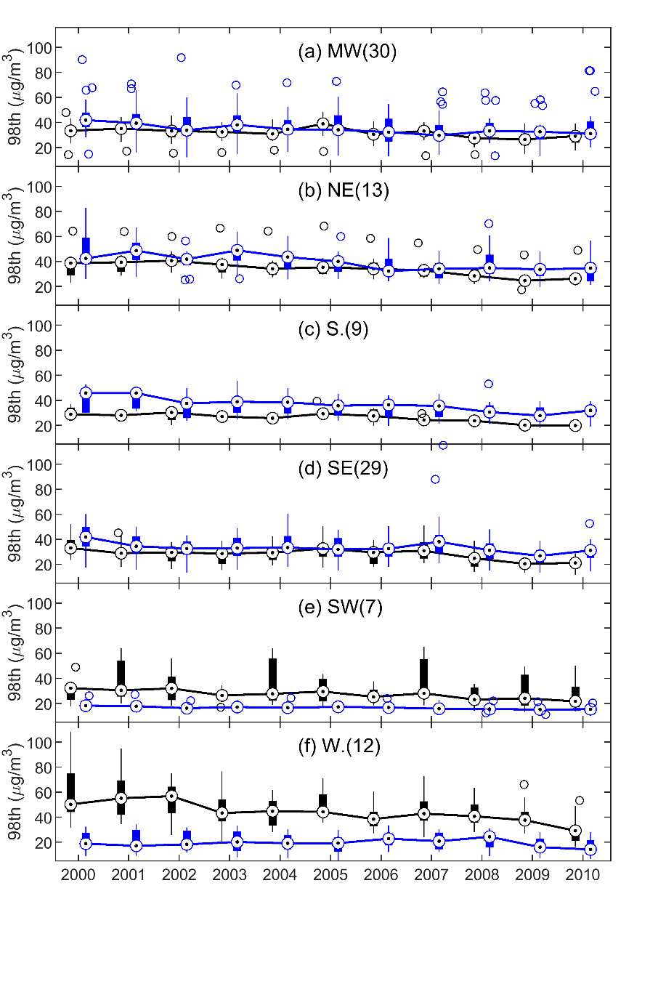 (a) MW(30)
98th (μg/m³)
100
80
60
40
20
(b) NE(13)
98th (μg/m³)
100
80
60
40
20
(c) S.(9)
98th (μg/m³)
100
80
60
40
20
(d) SE(29)
98th (μg/m³)
100
80
60
40
20
(e) SW(7)
98th (μg/m³)
100
80
60
40
20
(f) W.(12)
98th (μg/m³)
100
80
60
40
20
2000 2001 2002 2003 2004 2005 2006 2007 2008 2009 2010